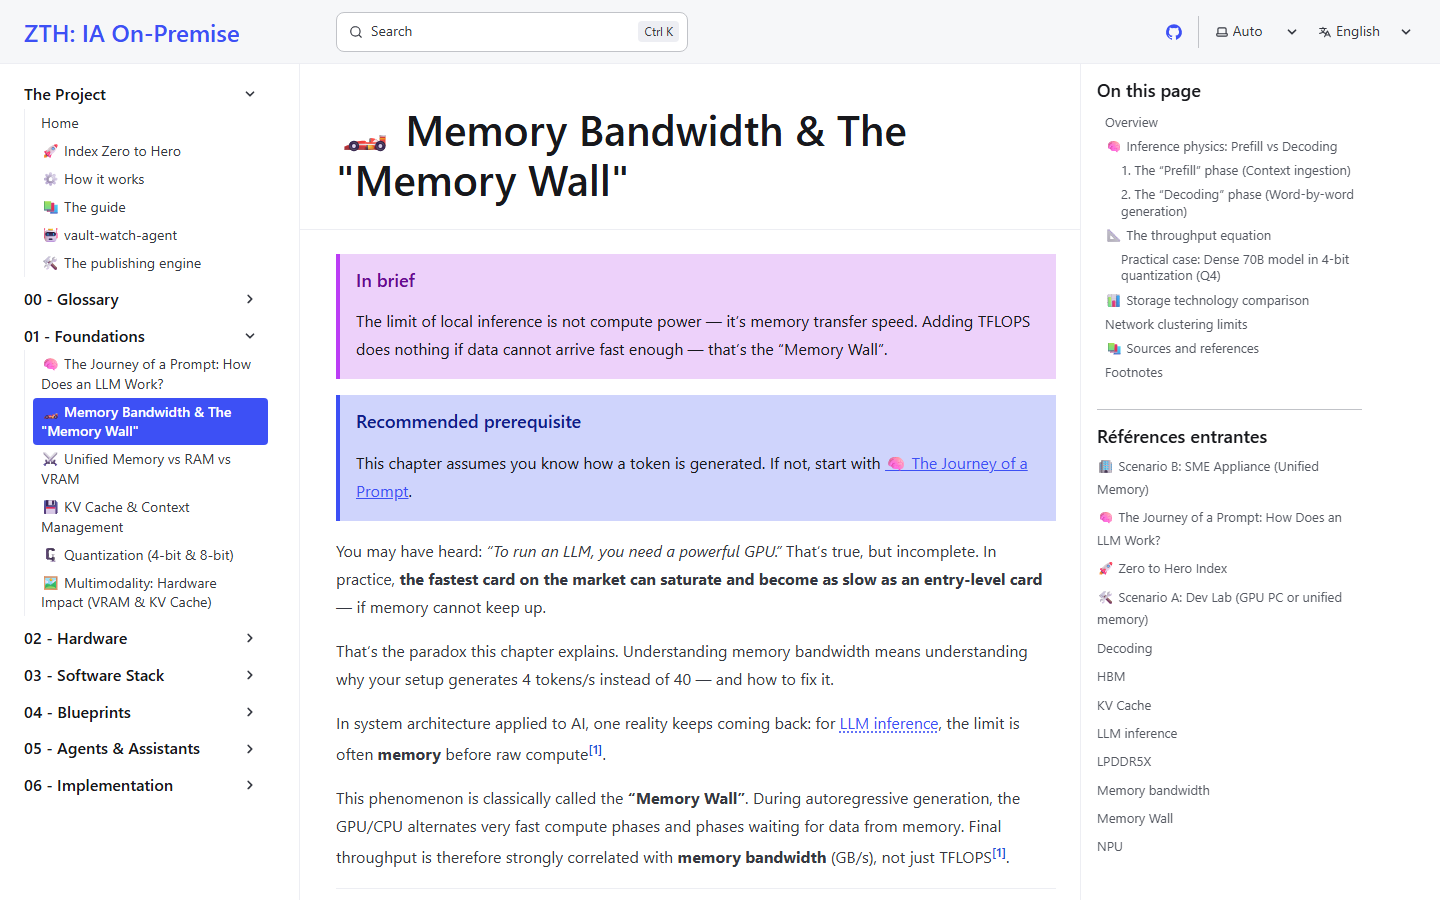 ZTH: IA On-Premise
Search
Ctrl K
Auto
English
The Project
Home
🚀 Index Zero to Hero
⚙️ How it works
📚 The guide
🤖 vault-watch-agent
🛠️ The publishing engine
00 - Glossary
01 - Foundations
🧠 The Journey of a Prompt: How
Does an LLM Work?
🏎️ Memory Bandwidth & The
"Memory Wall"
⚔️ Unified Memory vs RAM vs
VRAM
💾 KV Cache & Context
Management
🗜️ Quantization (4-bit & 8-bit)
🖼️ Multimodality: Hardware
Impact (VRAM & KV Cache)
02 - Hardware
03 - Software Stack
04 - Blueprints
05 - Agents & Assistants
06 - Implementation
🏎️ Memory Bandwidth & The
"Memory Wall"
In brief
The limit of local inference is not compute power — it’s memory transfer speed. Adding TFLOPS
does nothing if data cannot arrive fast enough — that’s the “Memory Wall”.
Recommended prerequisite
This chapter assumes you know how a token is generated. If not, start with 🧠 The Journey of a
Prompt.
You may have heard: “To run an LLM, you need a powerful GPU.” That’s true, but incomplete. In
practice, the fastest card on the market can saturate and become as slow as an entry-level card
— if memory cannot keep up.
That’s the paradox this chapter explains. Understanding memory bandwidth means understanding
why your setup generates 4 tokens/s instead of 40 — and how to fix it.
In system architecture applied to AI, one reality keeps coming back: for LLM inference, the limit is
often memory before raw compute[1].
This phenomenon is classically called the “Memory Wall”. During autoregressive generation, the
GPU/CPU alternates very fast compute phases and phases waiting for data from memory. Final
throughput is therefore strongly correlated with memory bandwidth (GB/s), not just TFLOPS[1].
On this page
Overview
🧠 Inference physics: Prefill vs Decoding
1. The “Prefill” phase (Context ingestion)
2. The “Decoding” phase (Word-by-word
generation)
📐 The throughput equation
Practical case: Dense 70B model in 4-bit
quantization (Q4)
📊 Storage technology comparison
Network clustering limits
📚 Sources and references
Footnotes
Références entrantes
🏢 Scenario B: SME Appliance (Unified
Memory)
🧠 The Journey of a Prompt: How Does an
LLM Work?
🚀 Zero to Hero Index
🛠️ Scenario A: Dev Lab (GPU PC or unified
memory)
Decoding
HBM
KV Cache
LLM inference
LPDDR5X
Memory bandwidth
Memory Wall
NPU